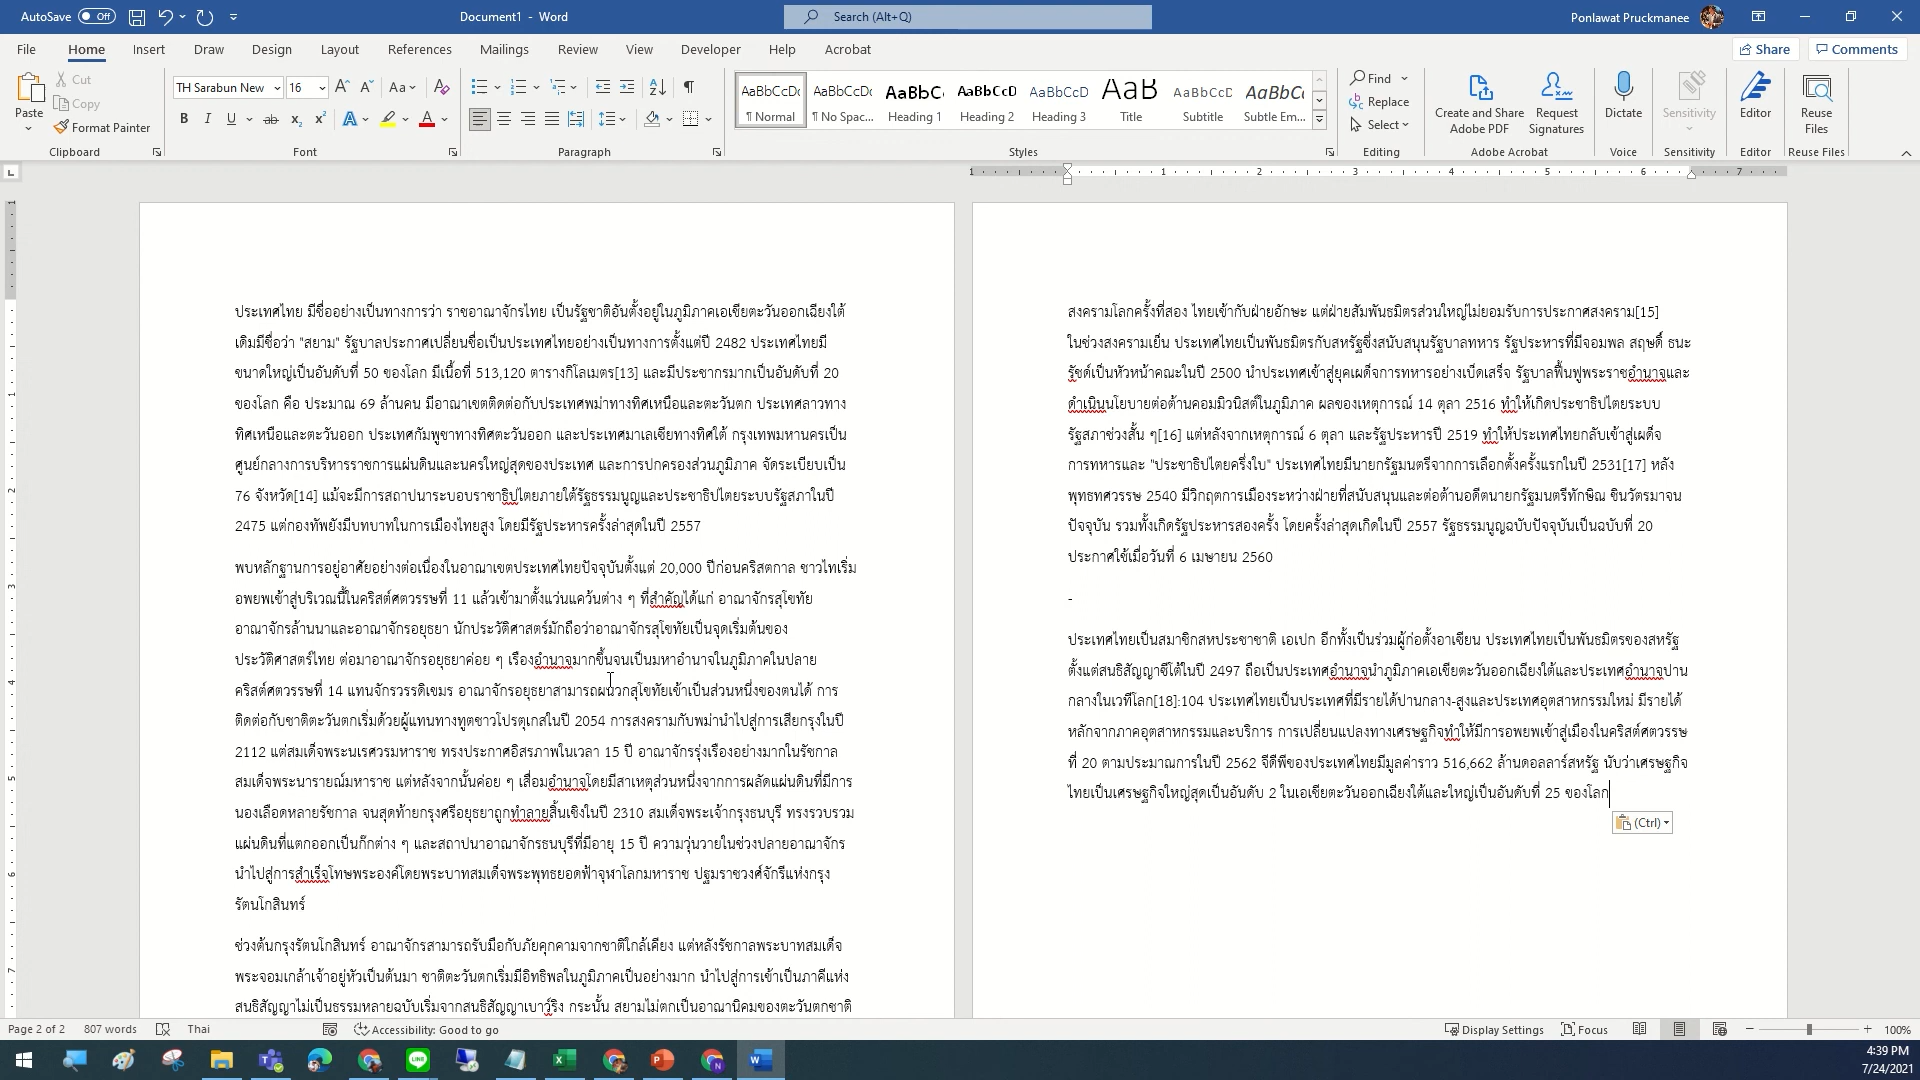 AutoSave Off Document1 - Word Search (Alt+Q) Ponlawat Pruckmanee
File Home Insert Draw Design Layout References Mailings Review View Developer Help Acrobat Share Comments
Paste Cut Copy Format Painter Clipboard
TH Sarabun New 16 Font
Paragraph
AaBbCcDc ¶ Normal
AaBbCcDc ¶ No Spac...
AaBbC Heading 1
AaBbCcD Heading 2
AaBbCcD Heading 3
AaB Title
AaBbCcD Subtitle
AaBbC Subtle Em...
Styles
Find Replace Select Editing
Create and Share Adobe PDF Request Signatures Adobe Acrobat
Dictate Voice
Sensitivity Sensitivity
Editor Editor
Reuse Files Reuse Files
ประเทศไทย มีชื่ออย่างเป็นทางการว่า ราชอาณาจักรไทย เป็นรัฐชาติอันตั้งอยู่ในภูมิภาคเอเชียตะวันออกเฉียงใต้
เดิมมีชื่อว่า "สยาม" รัฐบาลประกาศเปลี่ยนชื่อเป็นประเทศไทยอย่างเป็นทางการตั้งแต่ปี 2482 ประเทศไทยมี
ขนาดใหญ่เป็นอันดับที่ 50 ของโลก มีเนื้อที่ 513,120 ตารางกิโลเมตร[13] และมีประชากรมากเป็นอันดับที่ 20
ของโลก คือ ประมาณ 69 ล้านคน มีอาณาเขตติดต่อกับประเทศพม่าทางทิศเหนือและตะวันตก ประเทศลาวทาง
ทิศเหนือและตะวันออก ประเทศกัมพูชาทางทิศตะวันออก และประเทศมาเลเซียทางทิศใต้ กรุงเทพมหานครเป็น
ศูนย์กลางการบริหารราชการแผ่นดินและนครใหญ่สุดของประเทศ และการปกครองส่วนภูมิภาค จัดระเบียบเป็น
76 จังหวัด[14] แม้จะมีการสถาปนาระบอบราชาธิปไตยภายใต้รัฐธรรมนูญและประชาธิปไตยระบบรัฐสภาในปี
2475 แต่กองทัพยังมีบทบาทในการเมืองไทยสูง โดยมีรัฐประหารครั้งล่าสุดในปี 2557
พบหลักฐานการอยู่อาศัยอย่างต่อเนื่องในอาณาเขตประเทศไทยปัจจุบันตั้งแต่ 20,000 ปีก่อนคริสตกาล ชาวไทเริ่ม
อพยพเข้าสู่บริเวณนี้ในคริสต์ศตวรรษที่ 11 แล้วเข้ามาตั้งแว่นแคว้นต่าง ๆ ที่สำคัญได้แก่ อาณาจักรสุโขทัย
อาณาจักรล้านนาและอาณาจักรอยุธยา นักประวัติศาสตร์มักถือว่าอาณาจักรสุโขทัยเป็นจุดเริ่มต้นของ
ประวัติศาสตร์ไทย ต่อมาอาณาจักรอยุธยาค่อย ๆ เรืองอำนาจมากขึ้นจนเป็นมหาอำนาจในภูมิภาคในปลาย
คริสต์ศตวรรษที่ 14 แทนจักรวรรดิเขมร อาณาจักรอยุธยาสามารถผนวกสุโขทัยเข้าเป็นส่วนหนึ่งของตนได้ การ
ติดต่อกับชาติตะวันตกเริ่มด้วยผู้แทนทางทูตชาวโปรตุเกสในปี 2054 การสงครามกับพม่านำไปสู่การเสียกรุงในปี
2112 แต่สมเด็จพระนเรศวรมหาราช ทรงประกาศอิสรภาพในเวลา 15 ปี อาณาจักรรุ่งเรืองอย่างมากในรัชกาล
สมเด็จพระนารายณ์มหาราช แต่หลังจากนั้นค่อย ๆ เสื่อมอำนาจโดยมีสาเหตุส่วนหนึ่งจากการผลัดแผ่นดินที่มีการ
นองเลือดหลายรัชกาล จนสุดท้ายกรุงศรีอยุธยาถูกทำลายสิ้นเชิงในปี 2310 สมเด็จพระเจ้ากรุงธนบุรี ทรงรวบรวม
แผ่นดินที่แตกออกเป็นก๊กต่าง ๆ และสถาปนาอาณาจักรธนบุรีที่มีอายุ 15 ปี ความวุ่นวายในช่วงปลายอาณาจักร
นำไปสู่การสำเร็จโทษพระองค์โดยพระบาทสมเด็จพระพุทธยอดฟ้าจุฬาโลกมหาราช ปฐมราชวงศ์จักรีแห่งกรุง
รัตนโกสินทร์
ช่วงต้นกรุงรัตนโกสินทร์ อาณาจักรสามารถรับมือกับภัยคุกคามจากชาติใกล้เคียง แต่หลังรัชกาลพระบาทสมเด็จ
พระจอมเกล้าเจ้าอยู่หัวเป็นต้นมา ชาติตะวันตกเริ่มมีอิทธิพลในภูมิภาคเป็นอย่างมาก นำไปสู่การเข้าเป็นภาคีแห่ง
สนธิสัญญาไม่เป็นธรรมหลายฉบับเริ่มจากสนธิสัญญาเบาว์ริง กระนั้น สยามไม่ตกเป็นอาณานิคมของตะวันตกชาติ
สงครามโลกครั้งที่สอง ไทยเข้ากับฝ่ายอักษะ แต่ฝ่ายสัมพันธมิตรส่วนใหญ่ไม่ยอมรับการประกาศสงคราม[15]
ในช่วงสงครามเย็น ประเทศไทยเป็นพันธมิตรกับสหรัฐซึ่งสนับสนุนรัฐบาลทหาร รัฐประหารที่มีจอมพล สฤษดิ์ ธนะ
รัชต์เป็นหัวหน้าคณะในปี 2500 นำประเทศเข้าสู่ยุคเผด็จการทหารอย่างเบ็ดเสร็จ รัฐบาลฟื้นฟูพระราชอำนาจและ
ดำเนินนโยบายต่อต้านคอมมิวนิสต์ในภูมิภาค ผลของเหตุการณ์ 14 ตุลา 2516 ทำให้เกิดประชาธิปไตยระบบ
รัฐสภาช่วงสั้น ๆ[16] แต่หลังจากเหตุการณ์ 6 ตุลา และรัฐประหารปี 2519 ทำให้ประเทศไทยกลับเข้าสู่เผด็จ
การทหารและ "ประชาธิปไตยครึ่งใบ" ประเทศไทยมีนายกรัฐมนตรีจากการเลือกตั้งครั้งแรกในปี 2531[17] หลัง
พุทธทศวรรษ 2540 มีวิกฤตการเมืองระหว่างฝ่ายที่สนับสนุนและต่อต้านอดีตนายกรัฐมนตรีทักษิณ ชินวัตรมาจน
ปัจจุบัน รวมทั้งเกิดรัฐประหารสองครั้ง โดยครั้งล่าสุดเกิดในปี 2557 รัฐธรรมนูญฉบับปัจจุบันเป็นฉบับที่ 20
ประกาศใช้เมื่อวันที่ 6 เมษายน 2560
-
ประเทศไทยเป็นสมาชิกสหประชาชาติ เอเปก อีกทั้งเป็นร่วมผู้ก่อตั้งอาเซียน ประเทศไทยเป็นพันธมิตรของสหรัฐ
ตั้งแต่สนธิสัญญาซีโต้ในปี 2497 ถือเป็นประเทศอำนาจนำภูมิภาคเอเชียตะวันออกเฉียงใต้และประเทศอำนาจปาน
กลางในเวทีโลก[18]:104 ประเทศไทยเป็นประเทศที่มีรายได้ปานกลาง-สูงและประเทศอุตสาหกรรมใหม่ มีรายได้
หลักจากภาคอุตสาหกรรมและบริการ การเปลี่ยนแปลงทางเศรษฐกิจทำให้มีการอพยพเข้าสู่เมืองในคริสต์ศตวรรษ
ที่ 20 ตามประมาณการในปี 2562 จีดีพีของประเทศไทยมีมูลค่าราว 516,662 ล้านดอลลาร์สหรัฐ นับว่าเศรษฐกิจ
ไทยเป็นเศรษฐกิจใหญ่สุดเป็นอันดับ 2 ในเอเชียตะวันออกเฉียงใต้และใหญ่เป็นอันดับที่ 25 ของโลก
(Ctrl)
Page 2 of 2 807 words Thai Accessibility: Good to go Display Settings Focus 100%
4:39 PM
7/24/2021